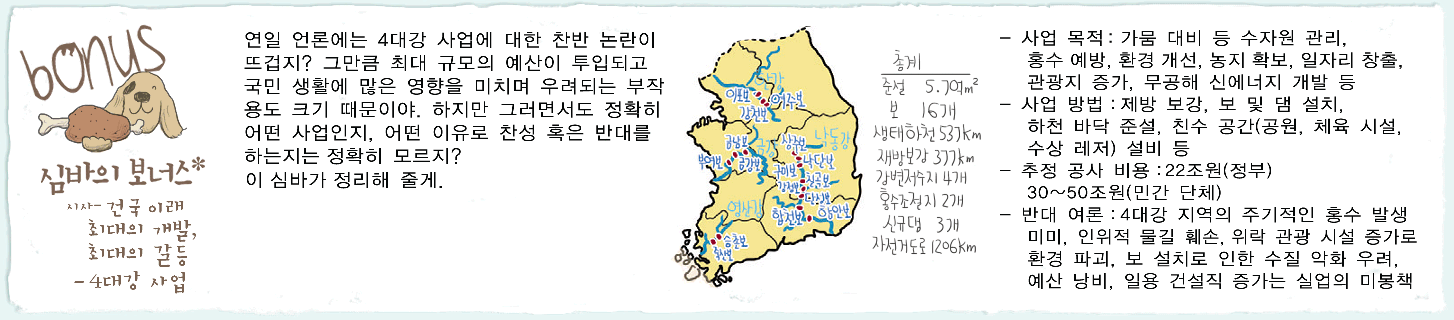 bonus
심바의 보너스*
시사- 건국 이래
최대의 개발,
최대의 갈등
- 4대강 사업
연일 언론에는 4대강 사업에 대한 찬반 논란이
뜨겁지? 그만큼 최대 규모의 예산이 투입되고
국민 생활에 많은 영향을 미치며 우려되는 부작
용도 크기 때문이야. 하지만 그러면서도 정확히
어떤 사업인지, 어떤 이유로 찬성 혹은 반대를
하는지는 정확히 모르지?
이 심바가 정리해 줄게.
한강
이포보
여주보
강천보
낙동강
금강
금남보
상주보
부여보
금강보
낙단보
구미보
칠곡보
강정보
달성보
영산강
합천보
함안보
승촌보
죽산보
총계
준설 5.7억m²
보 16개
생태하천 537km
제방보강 377km
강변저수지 4개
홍수조절지 2개
신규댐 3개
자전거도로 1206km
- 사업 목적 : 가뭄 대비 등 수자원 관리,
홍수 예방, 환경 개선, 농지 확보, 일자리 창출,
관광지 증가, 무공해 신에너지 개발 등
- 사업 방법 : 제방 보강, 보 및 댐 설치,
하천 바닥 준설, 친수 공간(공원, 체육 시설,
수상 레저) 설비 등
- 추정 공사 비용 : 22조원(정부)
30~50조원(민간 단체)
- 반대 여론 : 4대강 지역의 주기적인 홍수 발생
미미, 인위적 물길 훼손, 위락 관광 시설 증가로
환경 파괴, 보 설치로 인한 수질 악화 우려,
예산 낭비, 일용 건설직 증가는 실업의 미봉책